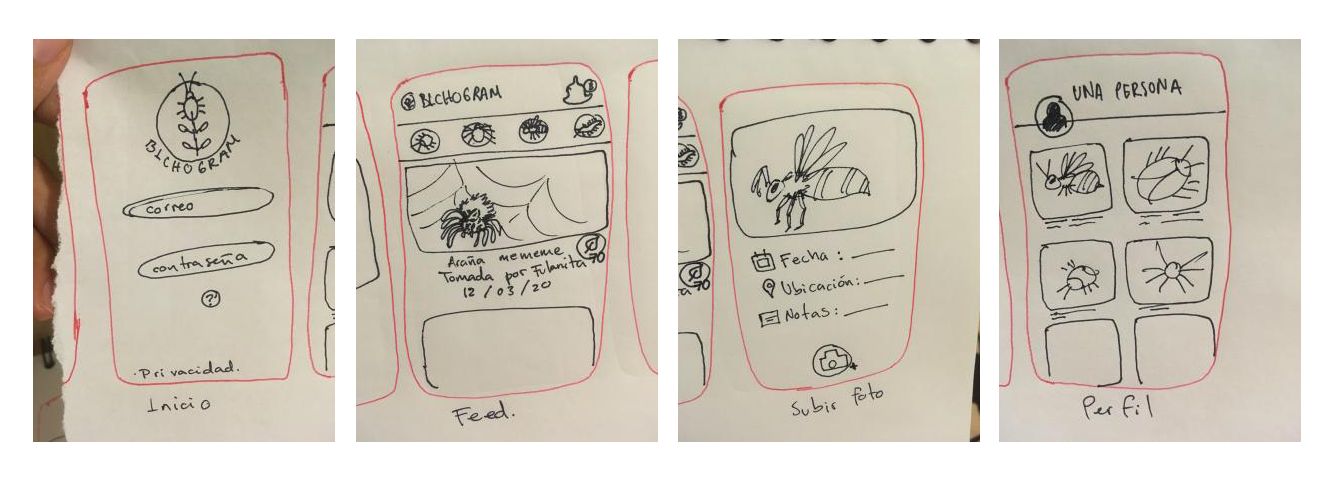 BICHOGRAM
correo
contraseña
?
.Privacidad.
Inicio
BICHOGRAM
Araña mememe
Tomada por Fulanita
70
12/03/20
Feed.
70
Fecha:
Ubicación:
Notas:
Subir foto
UNA PERSONA
Perfil